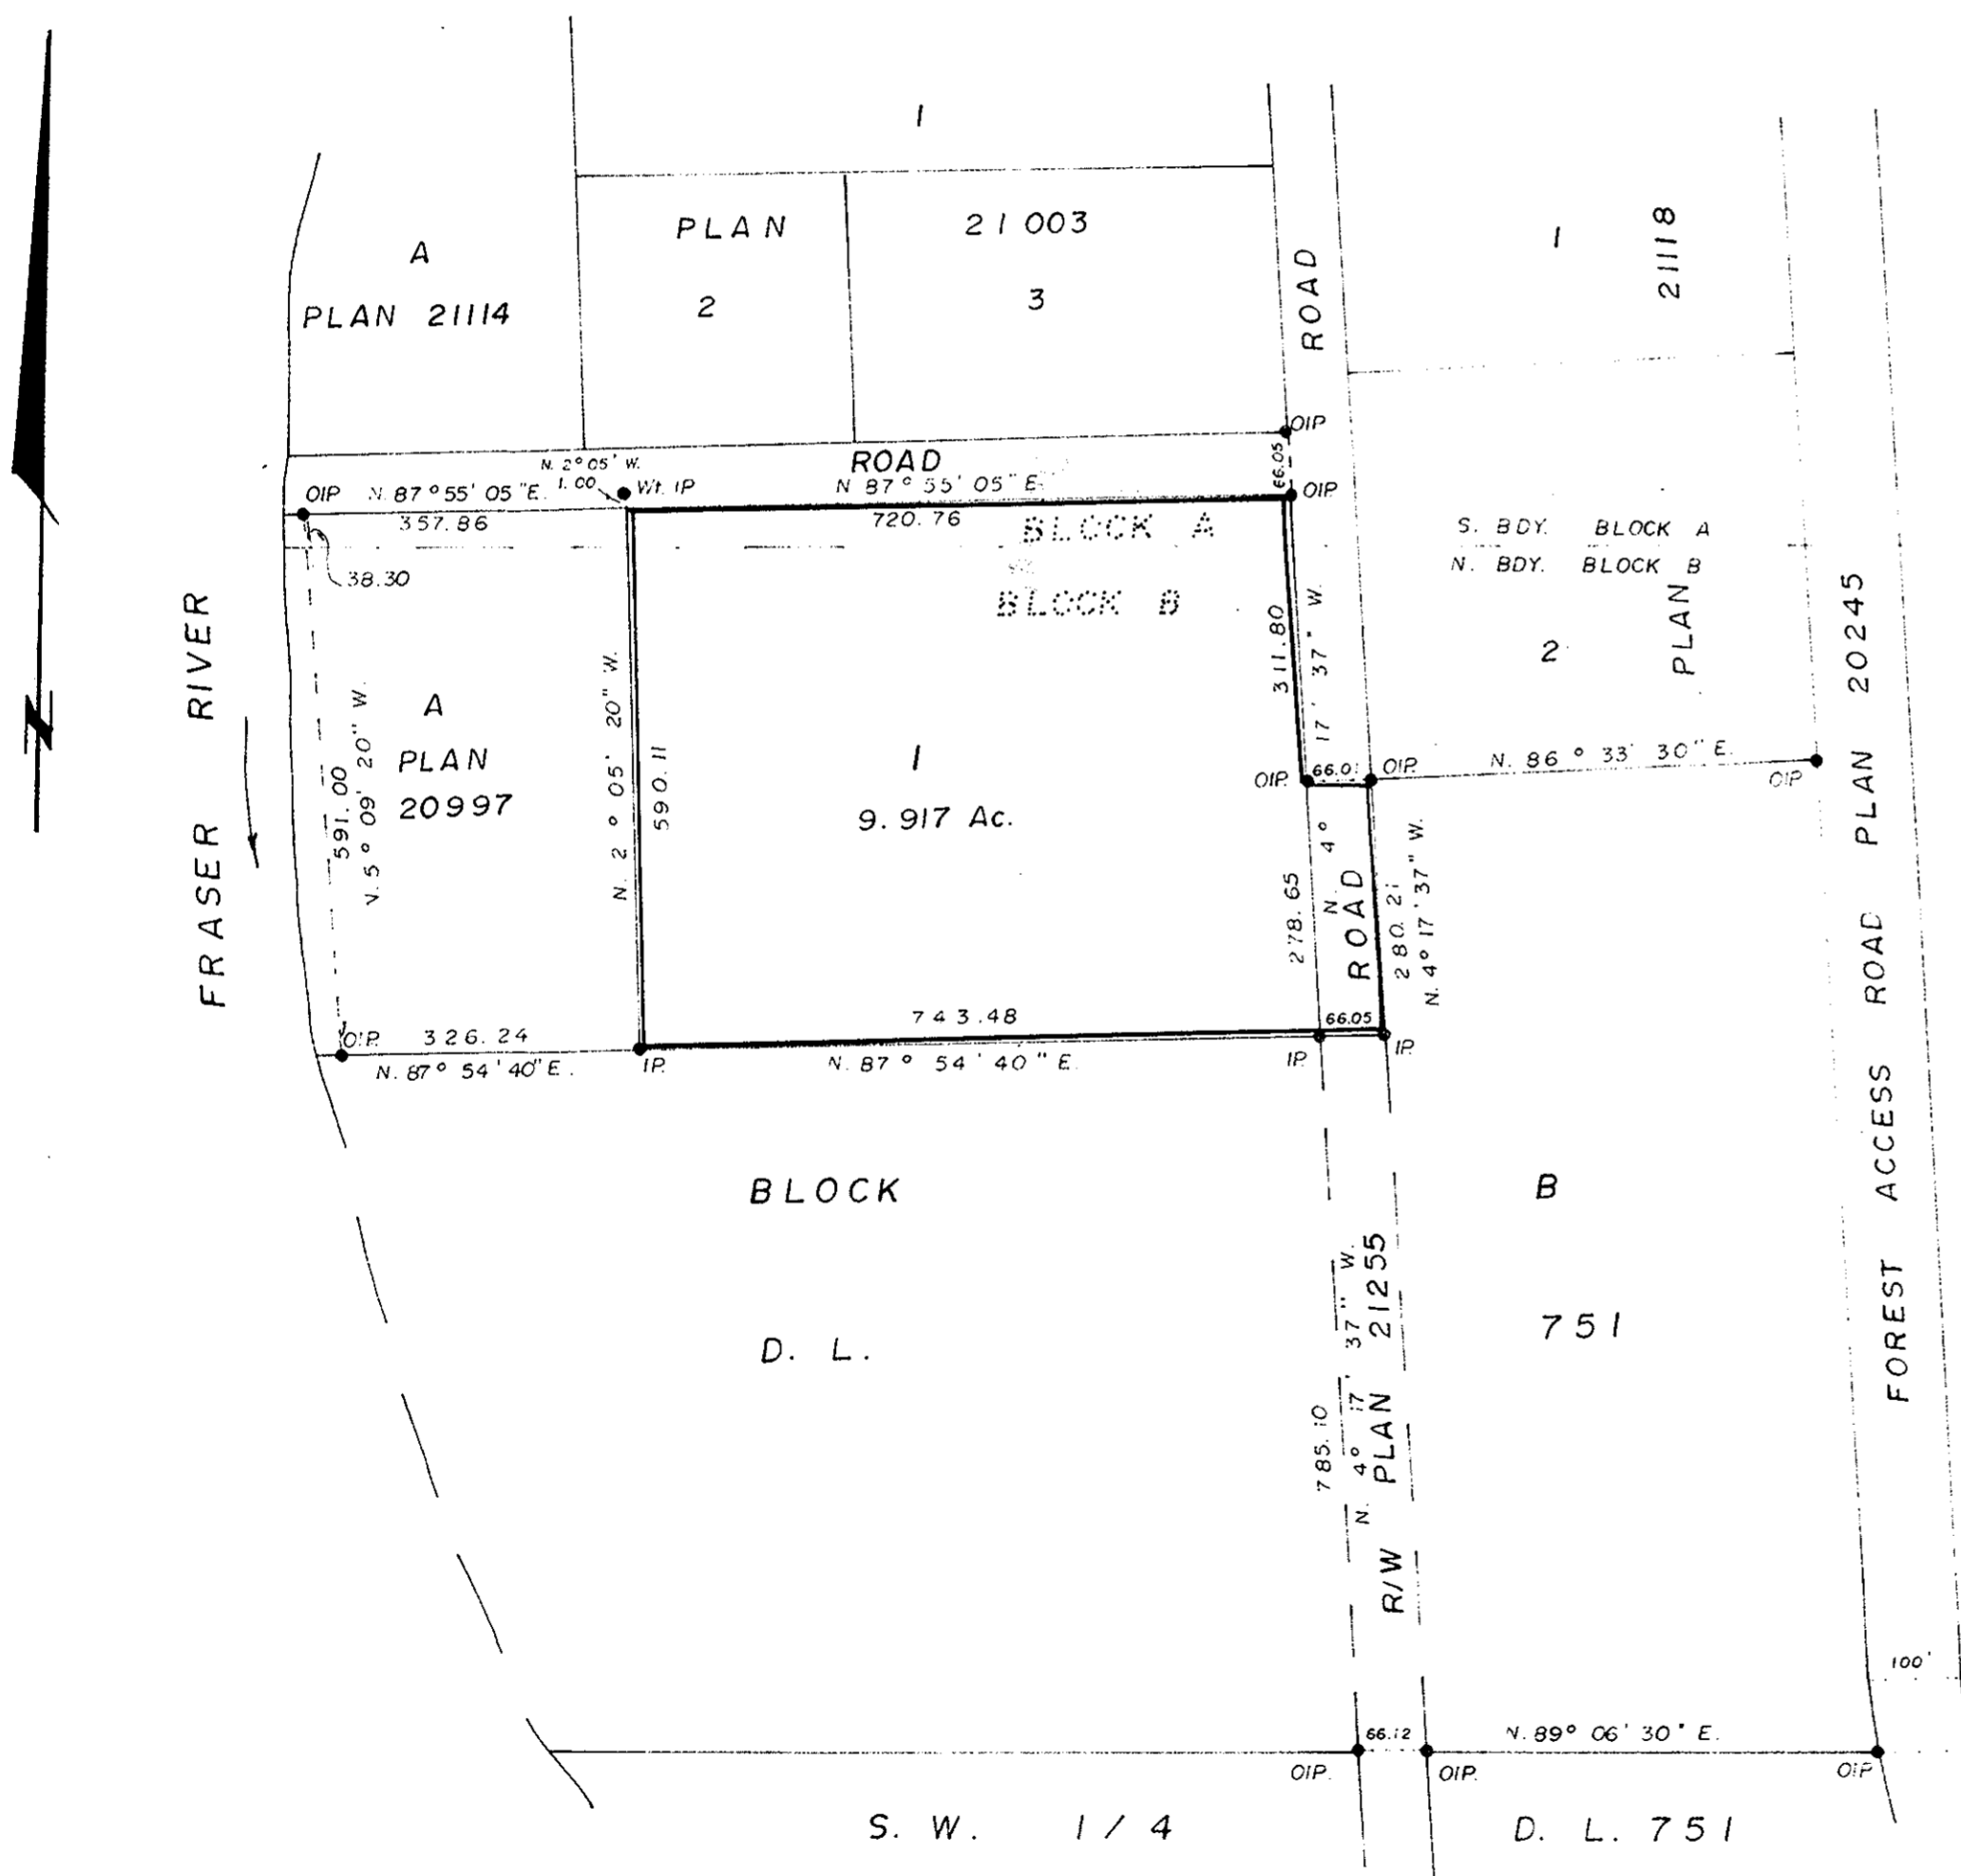 1
PLAN 21003
A
PLAN 21114
2
3
ROAD
1
21118
PLAN
OIP
66.05
N. 2° 05' W.
1.00
Wt. IP
ROAD
OIP N. 87° 55' 05" E.
357.86
N 87° 55' 05" E.
720.76
OIP.
BLOCK A
BLOCK B
S. BDY. BLOCK A
N. BDY. BLOCK B
38.30
2
FRASER RIVER
A
PLAN
20997
591.00
N. 5° 09' 20" W.
N. 2° 05' 20" W.
590.11
1
9.917 Ac.
311.80
N. 4° 17' 37" W.
OIP.
66.01
OIP.
N. 86° 33' 30" E.
OIP
278.65
ROAD
280.21
N. 4° 17' 37" W.
FOREST ACCESS ROAD PLAN 20245
OIP. 326.24
N. 87° 54' 40" E.
IP.
743.48
N. 87° 54' 40" E.
66.05
IP.
IP.
BLOCK B
D. L. 751
785.10
N. 4° 17' 37" W.
R/W PLAN 21255
100'
66.12
N. 89° 06' 30" E.
OIP.
OIP.
OIP
S. W. 1/4 D. L. 751
N